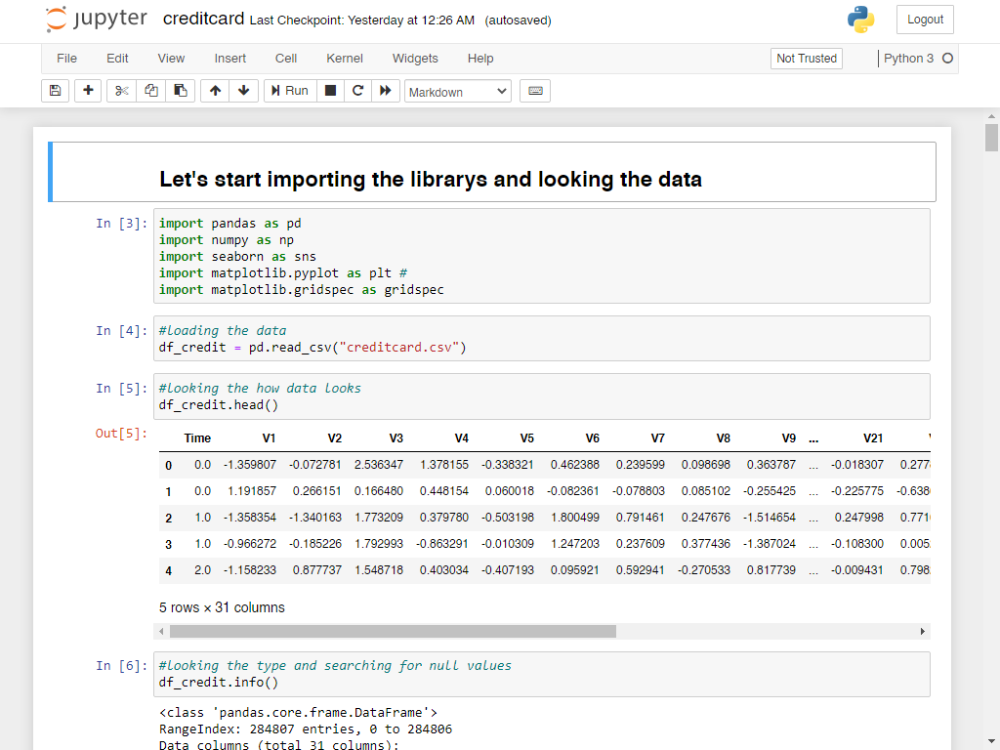 jupyter creditcard Last Checkpoint: Yesterday at 12:26 AM (autosaved) Logout
File Edit View Insert Cell Kernel Widgets Help Not Trusted Python 3
Run Markdown
Let's start importing the librarys and looking the data
In [3]: import pandas as pd
import numpy as np
import seaborn as sns
import matplotlib.pyplot as plt #
import matplotlib.gridspec as gridspec
In [4]: #loading the data
df_credit = pd.read_csv("creditcard.csv")
In [5]: #looking the how data looks
df_credit.head()
Out[5]:
Time V1 V2 V3 V4 V5 V6 V7 V8 V9 ... V21
0 0.0 -1.359807 -0.072781 2.536347 1.378155 -0.338321 0.462388 0.239599 0.098698 0.363787 ... -0.018307 0.277
1 0.0 1.191857 0.266151 0.166480 0.448154 0.060018 -0.082361 -0.078803 0.085102 -0.255425 ... -0.225775 -0.638
2 1.0 -1.358354 -1.340163 1.773209 0.379780 -0.503198 1.800499 0.791461 0.247676 -1.514654 ... 0.247998 0.771
3 1.0 -0.966272 -0.185226 1.792993 -0.863291 -0.010309 1.247203 0.237609 0.377436 -1.387024 ... -0.108300 0.005
4 2.0 -1.158233 0.877737 1.548718 0.403034 -0.407193 0.095921 0.592941 -0.270533 0.817739 ... -0.009431 0.798
5 rows × 31 columns
In [6]: #looking the type and searching for null values
df_credit.info()
<class 'pandas.core.frame.DataFrame'>
RangeIndex: 284807 entries, 0 to 284806
Data columns (total 31 columns):